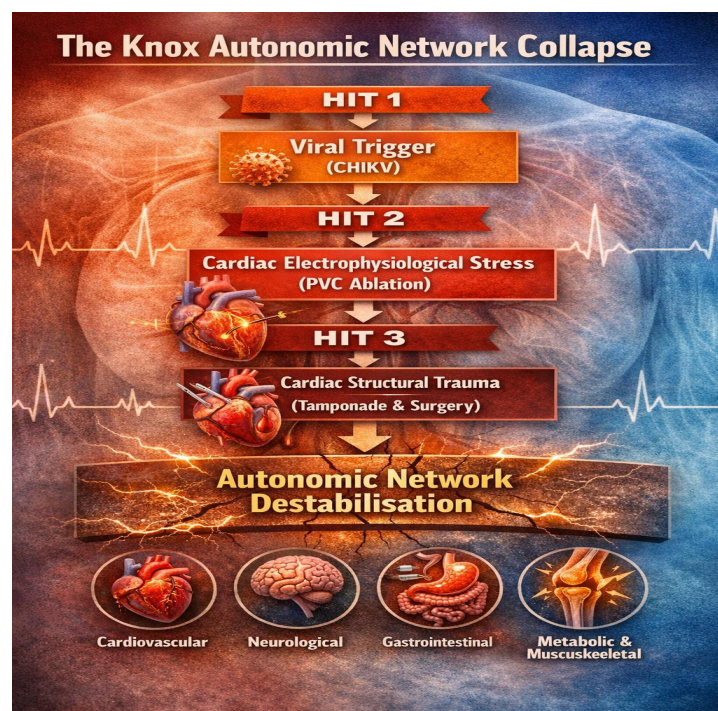 The Knox Autonomic Network Collapse
HIT 1
Viral Trigger
(CHIKV)
HIT 2
Cardiac Electrophysiological Stress
(PVC Ablation)
HIT 3
Cardiac Structural Trauma
(Tamponade & Surgery)
Autonomic Network
Destabilisation
Cardiovascular
Neurological
Gastrointestinal
Metabolic &
Muscuskeeletal